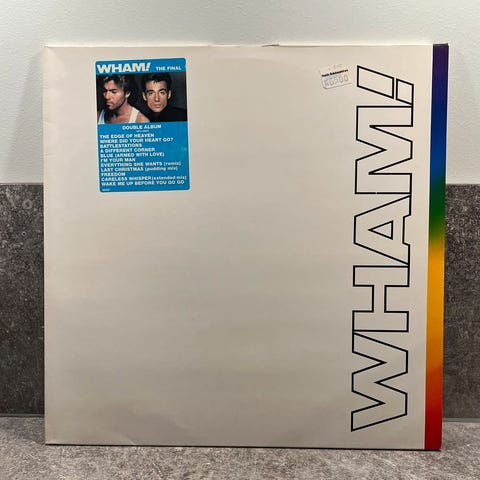 WHAM! THE FINAL
DOUBLE ALBUM
THE EDGE OF HEAVEN
WHERE DID YOUR HEART GO?
BATTLESTATIONS
A DIFFERENT CORNER
BLUE (ARMED WITH LOVE)
I'M YOUR MAN
EVERYTHING SHE WANTS (remix)
LAST CHRISTMAS (pudding mix)
FREEDOM
CARELESS WHISPER (extended mix)
WAKE ME UP BEFORE YOU GO GO
WHAM!